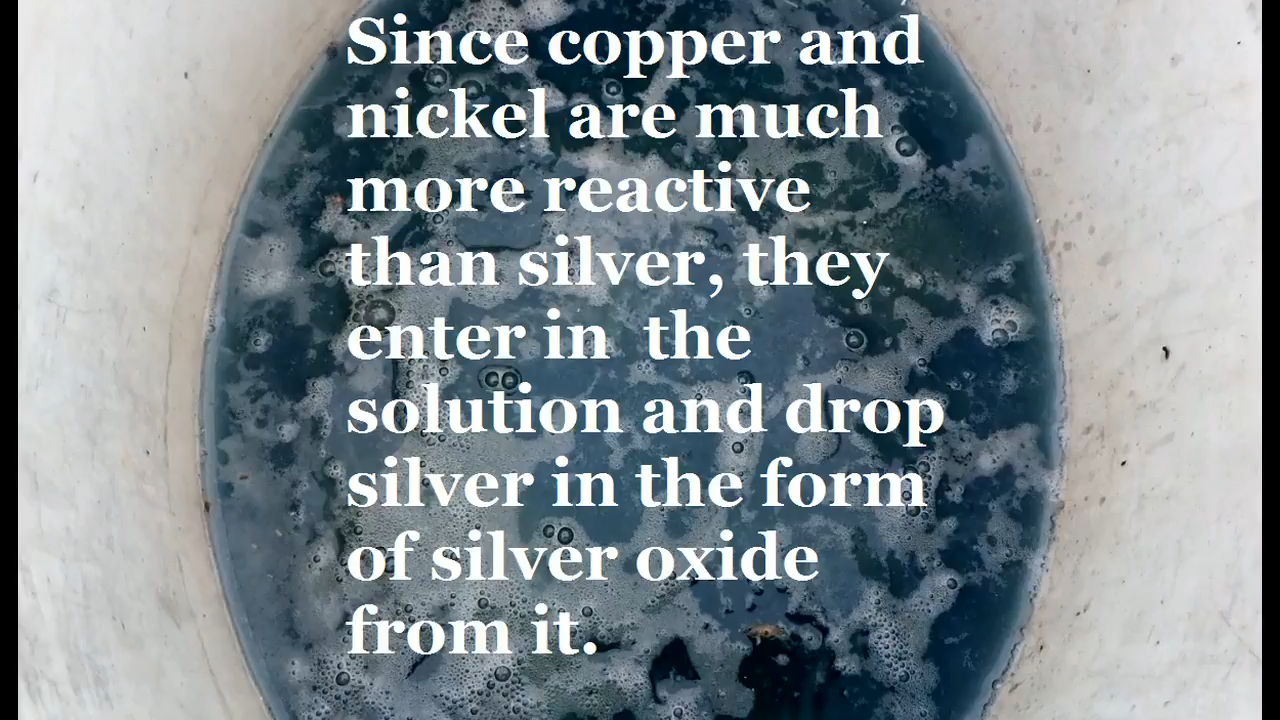 Since copper and
nickel are much
more reactive
than silver, they
enter in  the
solution and drop
silver in the form
of silver oxide
from it.